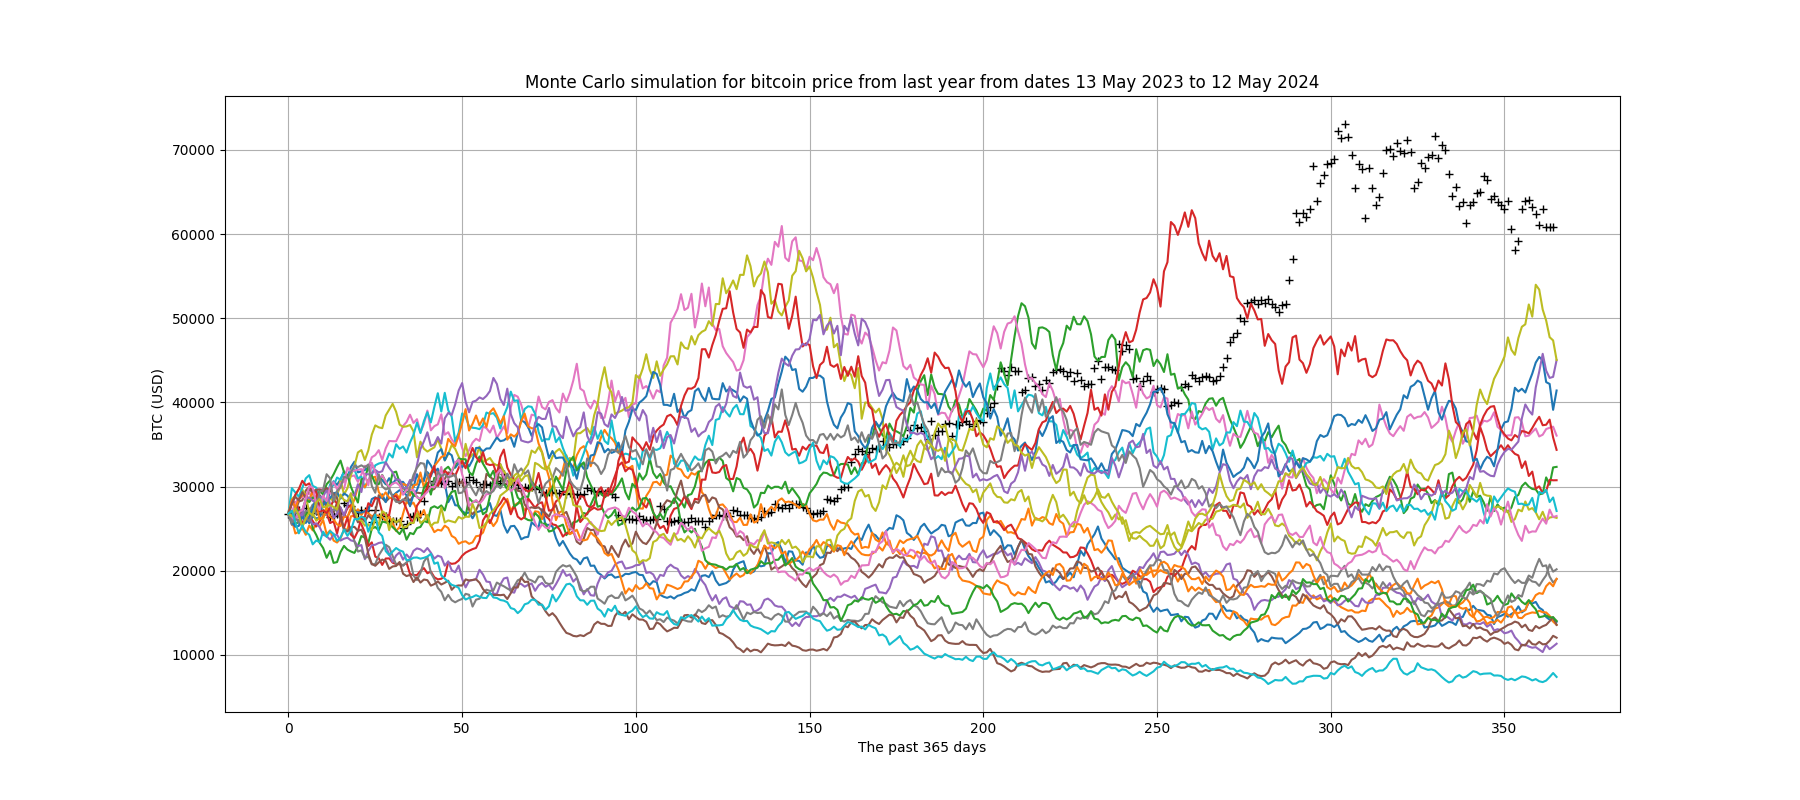 Monte Carlo simulation for bitcoin price from last year from dates 13 May 2023 to 12 May 2024
BTC (USD)
70000
60000
50000
40000
30000
20000
10000
0 50 100 150 200 250 300 350
The past 365 days